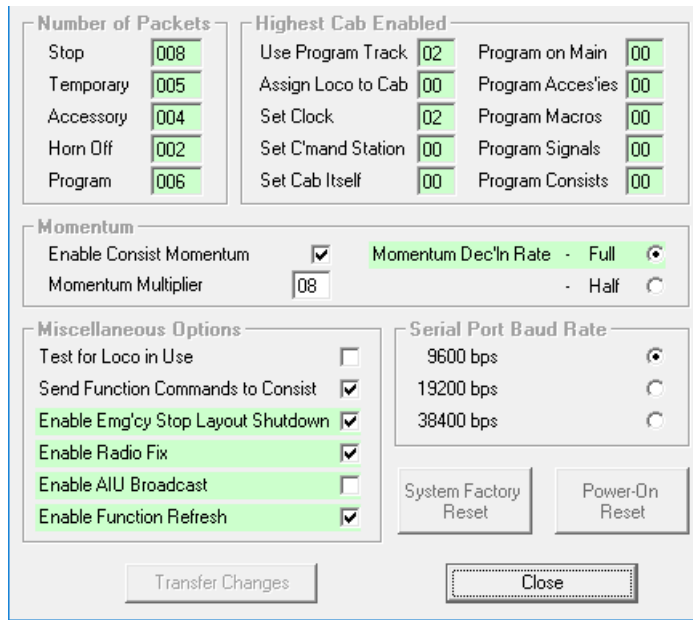 Number of Packets
Stop 008
Temporary 005
Accessory 004
Horn Off 002
Program 006
Highest Cab Enabled
Use Program Track 02 Program on Main 00
Assign Loco to Cab 00 Program Acces'ies 00
Set Clock 02 Program Macros 00
Set C'mand Station 00 Program Signals 00
Set Cab Itself 00 Program Consists 00
Momentum
Enable Consist Momentum Momentum Dec'ln Rate - Full
Momentum Multiplier 08 - Half
Miscellaneous Options
Test for Loco in Use
Send Function Commands to Consist
Enable Emg'cy Stop Layout Shutdown
Enable Radio Fix
Enable AIU Broadcast
Enable Function Refresh
Serial Port Baud Rate
9600 bps
19200 bps
38400 bps
System Factory
Reset
Power-On
Reset
Transfer Changes
Close